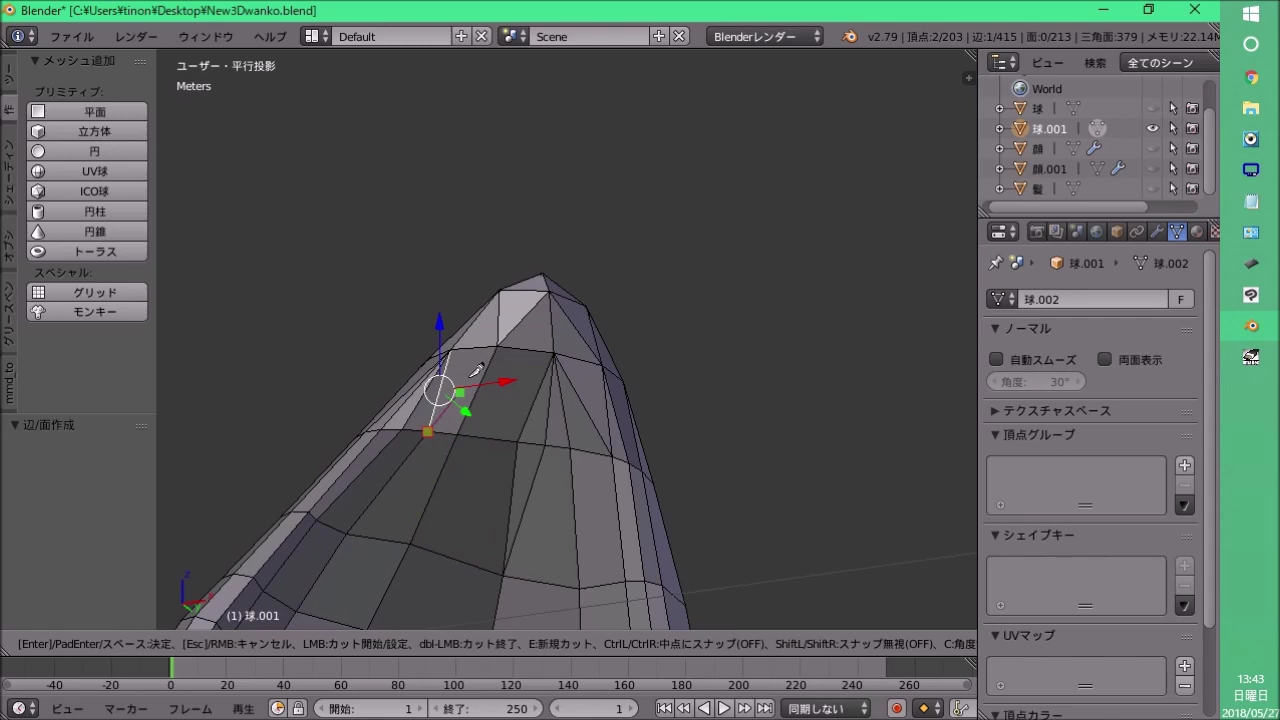 Blender* [C:¥Users¥tinon¥Desktop¥New3Dwanko.blend]
ファイル レンダー ウィンドウ ヘルプ Default Scene Blenderレンダー v2.79 | 頂点:2/203 | 辺:1/415 | 面:0/213 | 三角面:379 | メモリ:22.14M
メッシュ追加
プリミティブ:
平面
立方体
円
UV球
ICO球
円柱
円錐
トーラス
スペシャル:
グリッド
モンキー
辺/面作成
作
mmd_to
ユーザー・平行投影
Meters
(1) 球.001
[Enter]/PadEnter/スペース:決定、[Esc]/RMB:キャンセル、LMB:カット開始/設定、dbl-LMB:カット終了、E:新規カット、CtrlL/CtrlR:中点にスナップ(OFF)、ShiftL/ShiftR:スナップ無視(OFF)、C:角度
ビュー 検索 全てのシーン
World
球
球.001
顔
顔.001
髪
球.001 球.002
球.002 F
ノーマル
自動スムーズ 両面表示
角度: 30°
テクスチャスペース
頂点グループ
シェイプキー
UVマップ
頂点カラー
-40 -20 0 20 40 60 80 100 120 140 160 180 200 220 240 260
ビュー マーカー フレーム 再生 開始: 1 終了: 250 1 同期しない
13:43
日曜日
2018/05/27